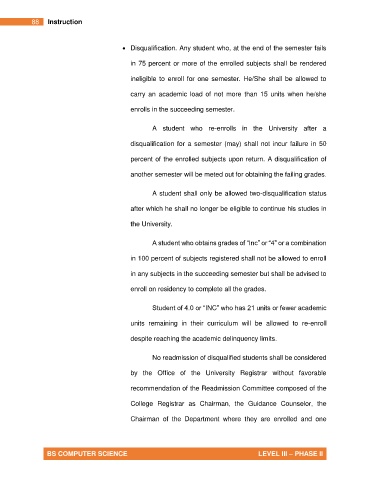 88 Instruction
• Disqualification. Any student who, at the end of the semester fails
in 75 percent or more of the enrolled subjects shall be rendered
ineligible to enroll for one semester. He/She shall be allowed to
carry an academic load of not more than 15 units when he/she
enrolls in the succeeding semester.
A student who re-enrolls in the University after a
disqualification for a semester (may) shall not incur failure in 50
percent of the enrolled subjects upon return. A disqualification of
another semester will be meted out for obtaining the failing grades.
A student shall only be allowed two-disqualification status
after which he shall no longer be eligible to continue his studies in
the University.
A student who obtains grades of "Inc" or "4" or a combination
in 100 percent of subjects registered shall not be allowed to enroll
in any subjects in the succeeding semester but shall be advised to
enroll on residency to complete all the grades.
Student of 4.0 or "INC" who has 21 units or fewer academic
units remaining in their curriculum will be allowed to re-enroll
despite reaching the academic delinquency limits.
No readmission of disqualified students shall be considered
by the Office of the University Registrar without favorable
recommendation of the Readmission Committee composed of the
College Registrar as Chairman, the Guidance Counselor, the
Chairman of the Department where they are enrolled and one
BS COMPUTER SCIENCE LEVEL III – PHASE II